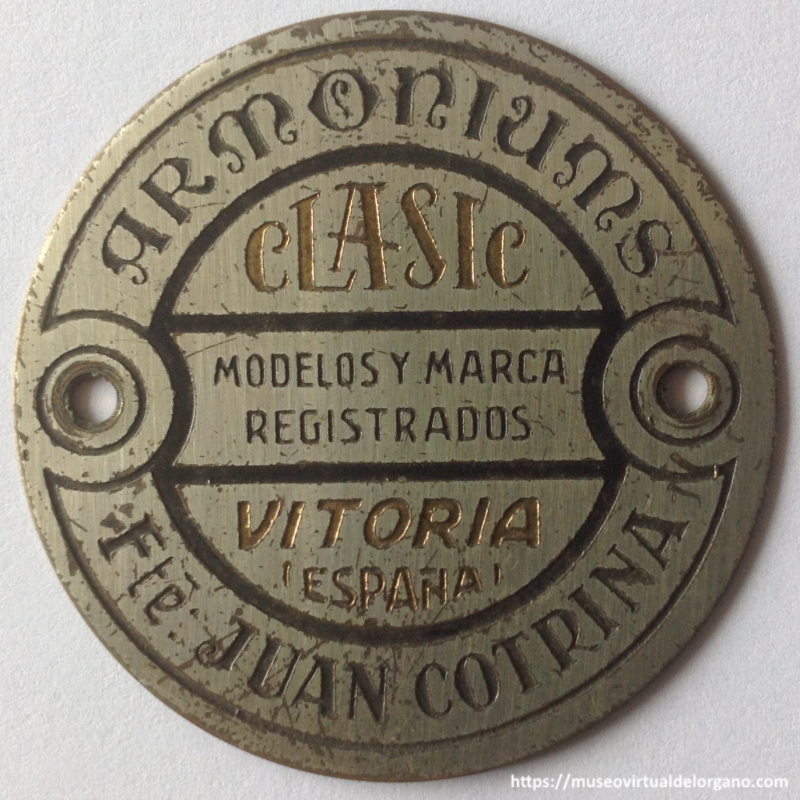 ARMONIUMS
CLASIC
MODELOS Y MARCA
REGISTRADOS
VITORIA
(ESPAÑA)
"Fte. JUAN COTRINA"
https://museovirtualdelorgano.com